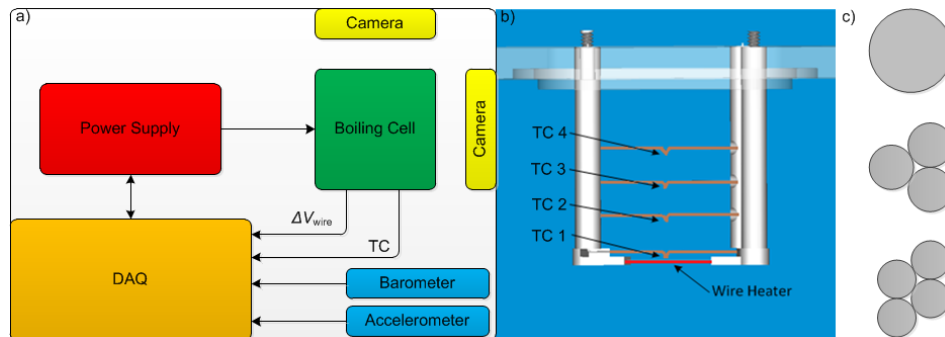 a)
Camera
b)
c)
Power Supply
Boiling Cell
Camera
TC 4
TC 3
TC 2
TC 1
ΔVwire
TC
DAQ
Barometer
Accelerometer
Wire Heater